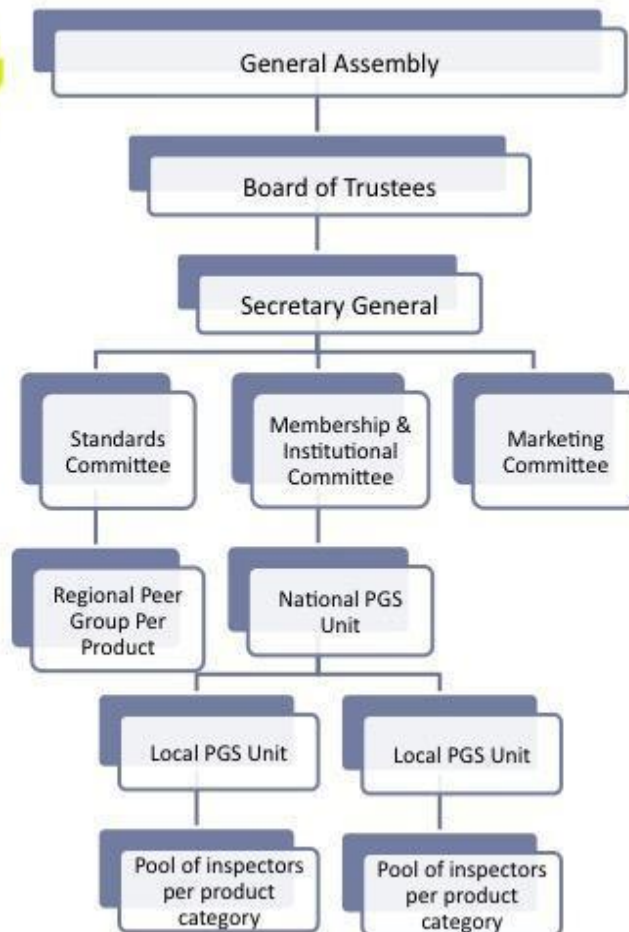 General Assembly
Board of Trustees
Secretary General
Standards
Committee
Membership &
Institutional
Committee
Marketing
Committee
Regional Peer
Group Per
Product
National PGS
Unit
Local PGS Unit
Local PGS Unit
Pool of inspectors
per product
category
Pool of inspectors
per product
category